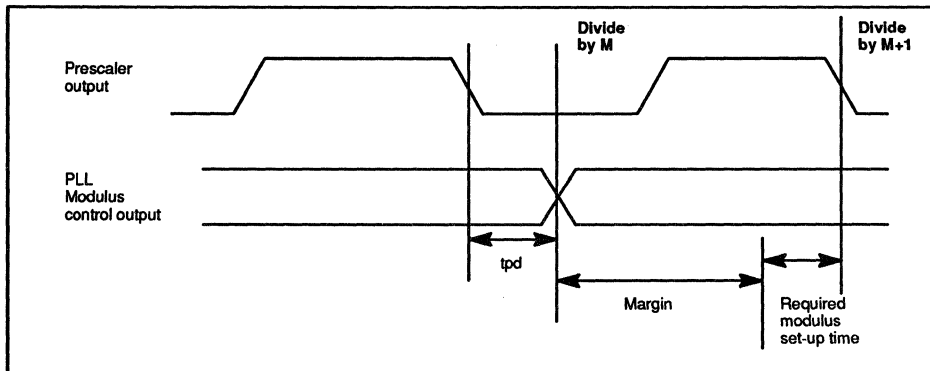 Divide
by M
Divide
by M+1
Prescaler
output
PLL
Modulus
control output
tpd
Margin
Required
modulus
set-up time